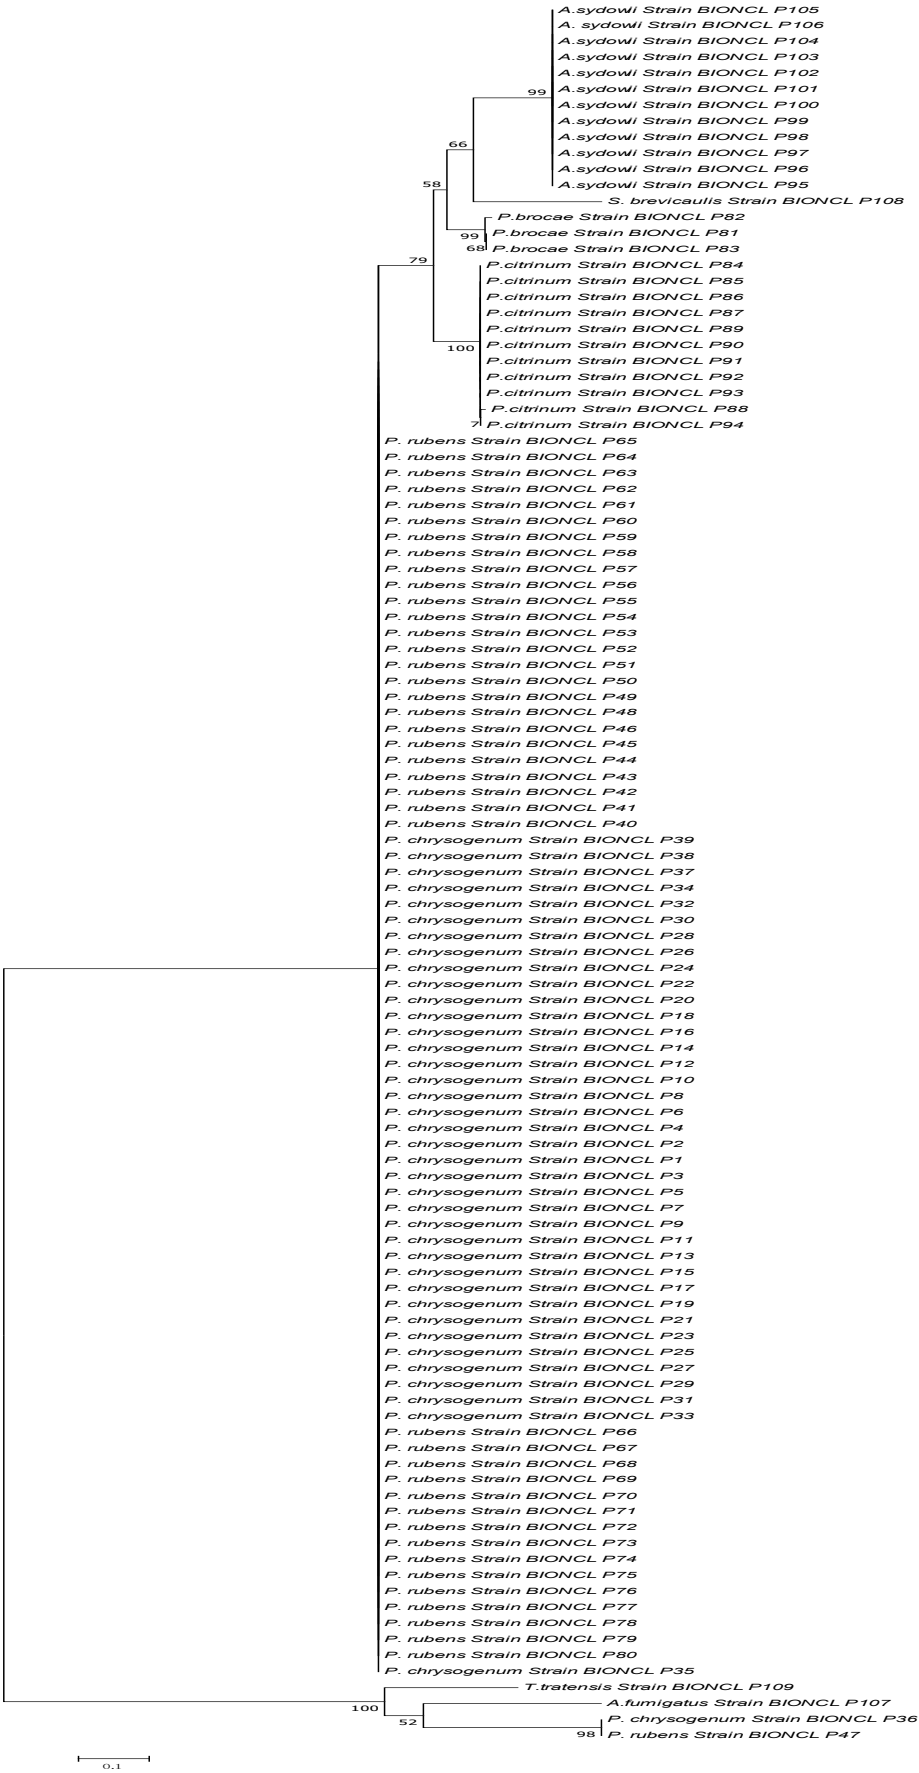 A.sydowii Strain BIONCL P105
A. sydowii Strain BIONCL P106
A.sydowii Strain BIONCL P104
A.sydowii Strain BIONCL P103
A.sydowii Strain BIONCL P102
99 A.sydowii Strain BIONCL P101
A.sydowii Strain BIONCL P100
A.sydowii Strain BIONCL P99
A.sydowii Strain BIONCL P98
66 A.sydowii Strain BIONCL P97
A.sydowii Strain BIONCL P96
58 A.sydowii Strain BIONCL P95
S. brevicaulis Strain BIONCL P108
P.brocae Strain BIONCL P82
99 P.brocae Strain BIONCL P81
68 P.brocae Strain BIONCL P83
79 P.citrinum Strain BIONCL P84
P.citrinum Strain BIONCL P85
P.citrinum Strain BIONCL P86
P.citrinum Strain BIONCL P87
P.citrinum Strain BIONCL P89
100 P.citrinum Strain BIONCL P90
P.citrinum Strain BIONCL P91
P.citrinum Strain BIONCL P92
P.citrinum Strain BIONCL P93
P.citrinum Strain BIONCL P88
7 P.citrinum Strain BIONCL P94
P. rubens Strain BIONCL P65
P. rubens Strain BIONCL P64
P. rubens Strain BIONCL P63
P. rubens Strain BIONCL P62
P. rubens Strain BIONCL P61
P. rubens Strain BIONCL P60
P. rubens Strain BIONCL P59
P. rubens Strain BIONCL P58
P. rubens Strain BIONCL P57
P. rubens Strain BIONCL P56
P. rubens Strain BIONCL P55
P. rubens Strain BIONCL P54
P. rubens Strain BIONCL P53
P. rubens Strain BIONCL P52
P. rubens Strain BIONCL P51
P. rubens Strain BIONCL P50
P. rubens Strain BIONCL P49
P. rubens Strain BIONCL P48
P. rubens Strain BIONCL P46
P. rubens Strain BIONCL P45
P. rubens Strain BIONCL P44
P. rubens Strain BIONCL P43
P. rubens Strain BIONCL P42
P. rubens Strain BIONCL P41
P. rubens Strain BIONCL P40
P. chrysogenum Strain BIONCL P39
P. chrysogenum Strain BIONCL P38
P. chrysogenum Strain BIONCL P37
P. chrysogenum Strain BIONCL P34
P. chrysogenum Strain BIONCL P32
P. chrysogenum Strain BIONCL P30
P. chrysogenum Strain BIONCL P28
P. chrysogenum Strain BIONCL P26
P. chrysogenum Strain BIONCL P24
P. chrysogenum Strain BIONCL P22
P. chrysogenum Strain BIONCL P20
P. chrysogenum Strain BIONCL P18
P. chrysogenum Strain BIONCL P16
P. chrysogenum Strain BIONCL P14
P. chrysogenum Strain BIONCL P12
P. chrysogenum Strain BIONCL P10
P. chrysogenum Strain BIONCL P8
P. chrysogenum Strain BIONCL P6
P. chrysogenum Strain BIONCL P4
P. chrysogenum Strain BIONCL P2
P. chrysogenum Strain BIONCL P1
P. chrysogenum Strain BIONCL P3
P. chrysogenum Strain BIONCL P5
P. chrysogenum Strain BIONCL P7
P. chrysogenum Strain BIONCL P9
P. chrysogenum Strain BIONCL P11
P. chrysogenum Strain BIONCL P13
P. chrysogenum Strain BIONCL P15
P. chrysogenum Strain BIONCL P17
P. chrysogenum Strain BIONCL P19
P. chrysogenum Strain BIONCL P21
P. chrysogenum Strain BIONCL P23
P. chrysogenum Strain BIONCL P25
P. chrysogenum Strain BIONCL P27
P. chrysogenum Strain BIONCL P29
P. chrysogenum Strain BIONCL P31
P. chrysogenum Strain BIONCL P33
P. rubens Strain BIONCL P66
P. rubens Strain BIONCL P67
P. rubens Strain BIONCL P68
P. rubens Strain BIONCL P69
P. rubens Strain BIONCL P70
P. rubens Strain BIONCL P71
P. rubens Strain BIONCL P72
P. rubens Strain BIONCL P73
P. rubens Strain BIONCL P74
P. rubens Strain BIONCL P75
P. rubens Strain BIONCL P76
P. rubens Strain BIONCL P77
P. rubens Strain BIONCL P78
P. rubens Strain BIONCL P79
P. rubens Strain BIONCL P80
P. chrysogenum Strain BIONCL P35
T.tratensis Strain BIONCL P109
100 A.fumigatus Strain BIONCL P107
52 P. chrysogenum Strain BIONCL P36
98 P. rubens Strain BIONCL P47
0.1